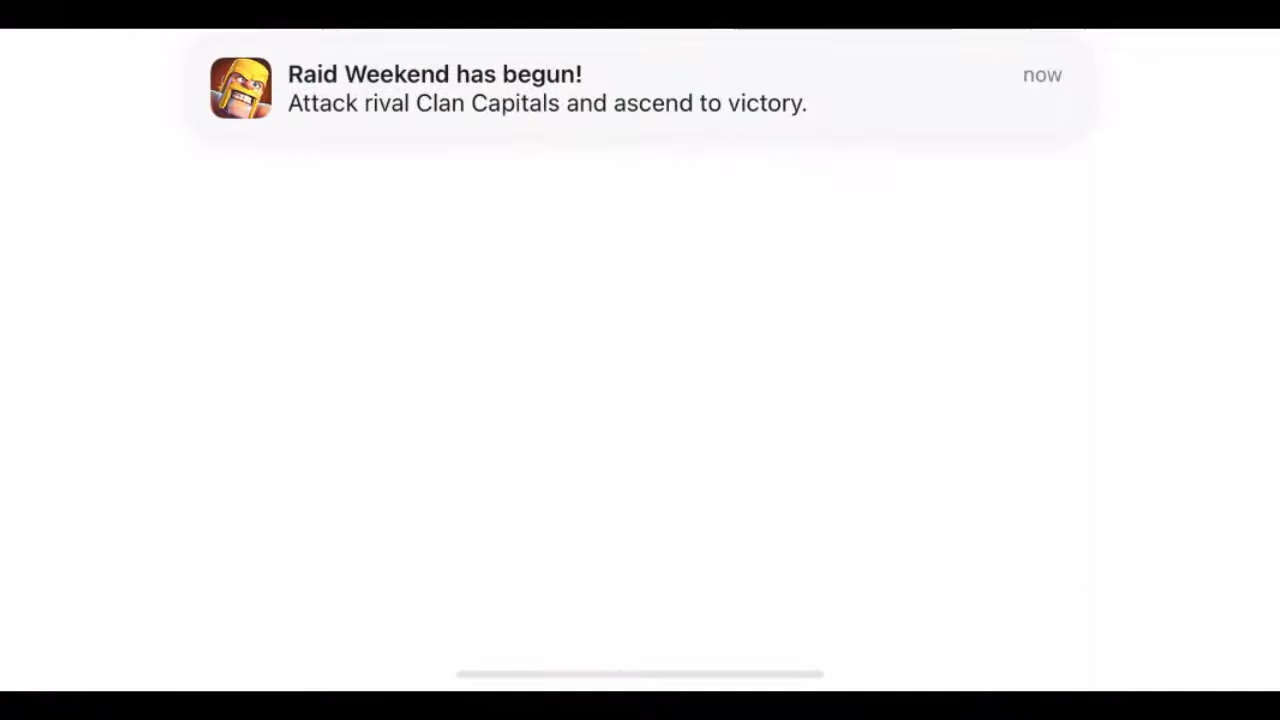 Raid Weekend has begun!
now
Attack rival Clan Capitals and ascend to victory.